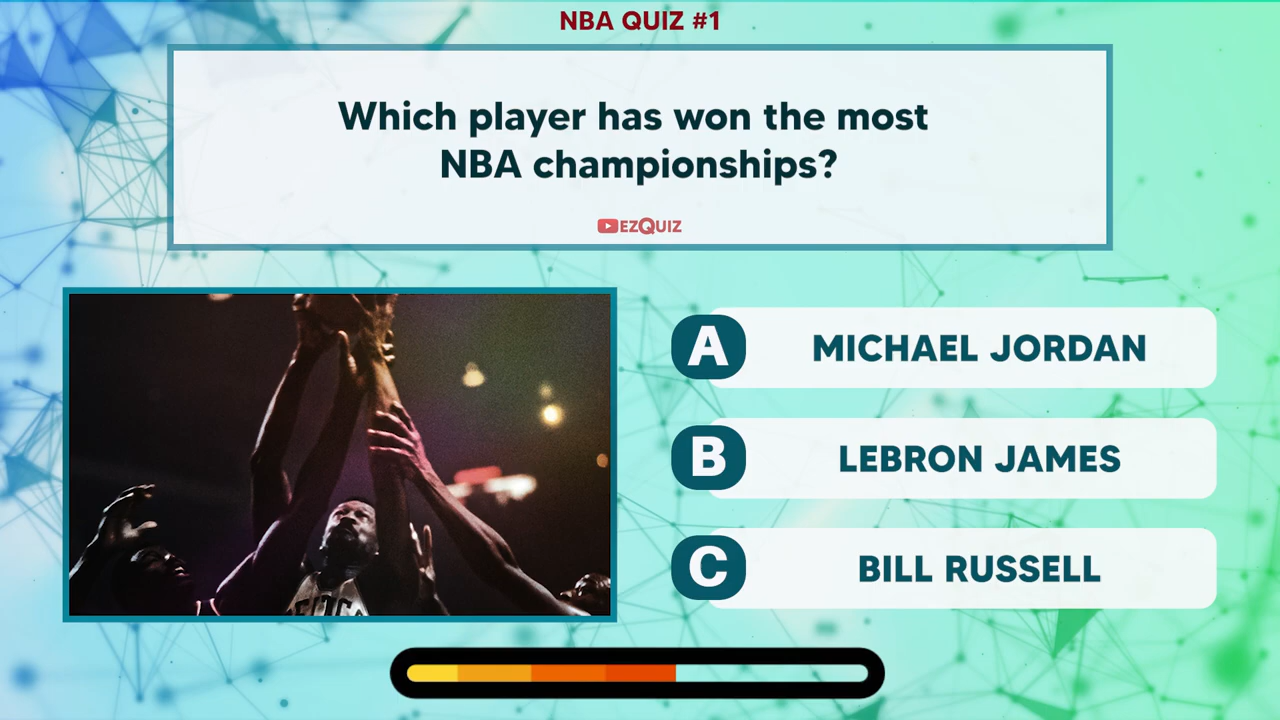 NBA QUIZ #1
Which player has won the most
NBA championships?
EZQUIZ
A MICHAEL JORDAN
B LEBRON JAMES
C BILL RUSSELL